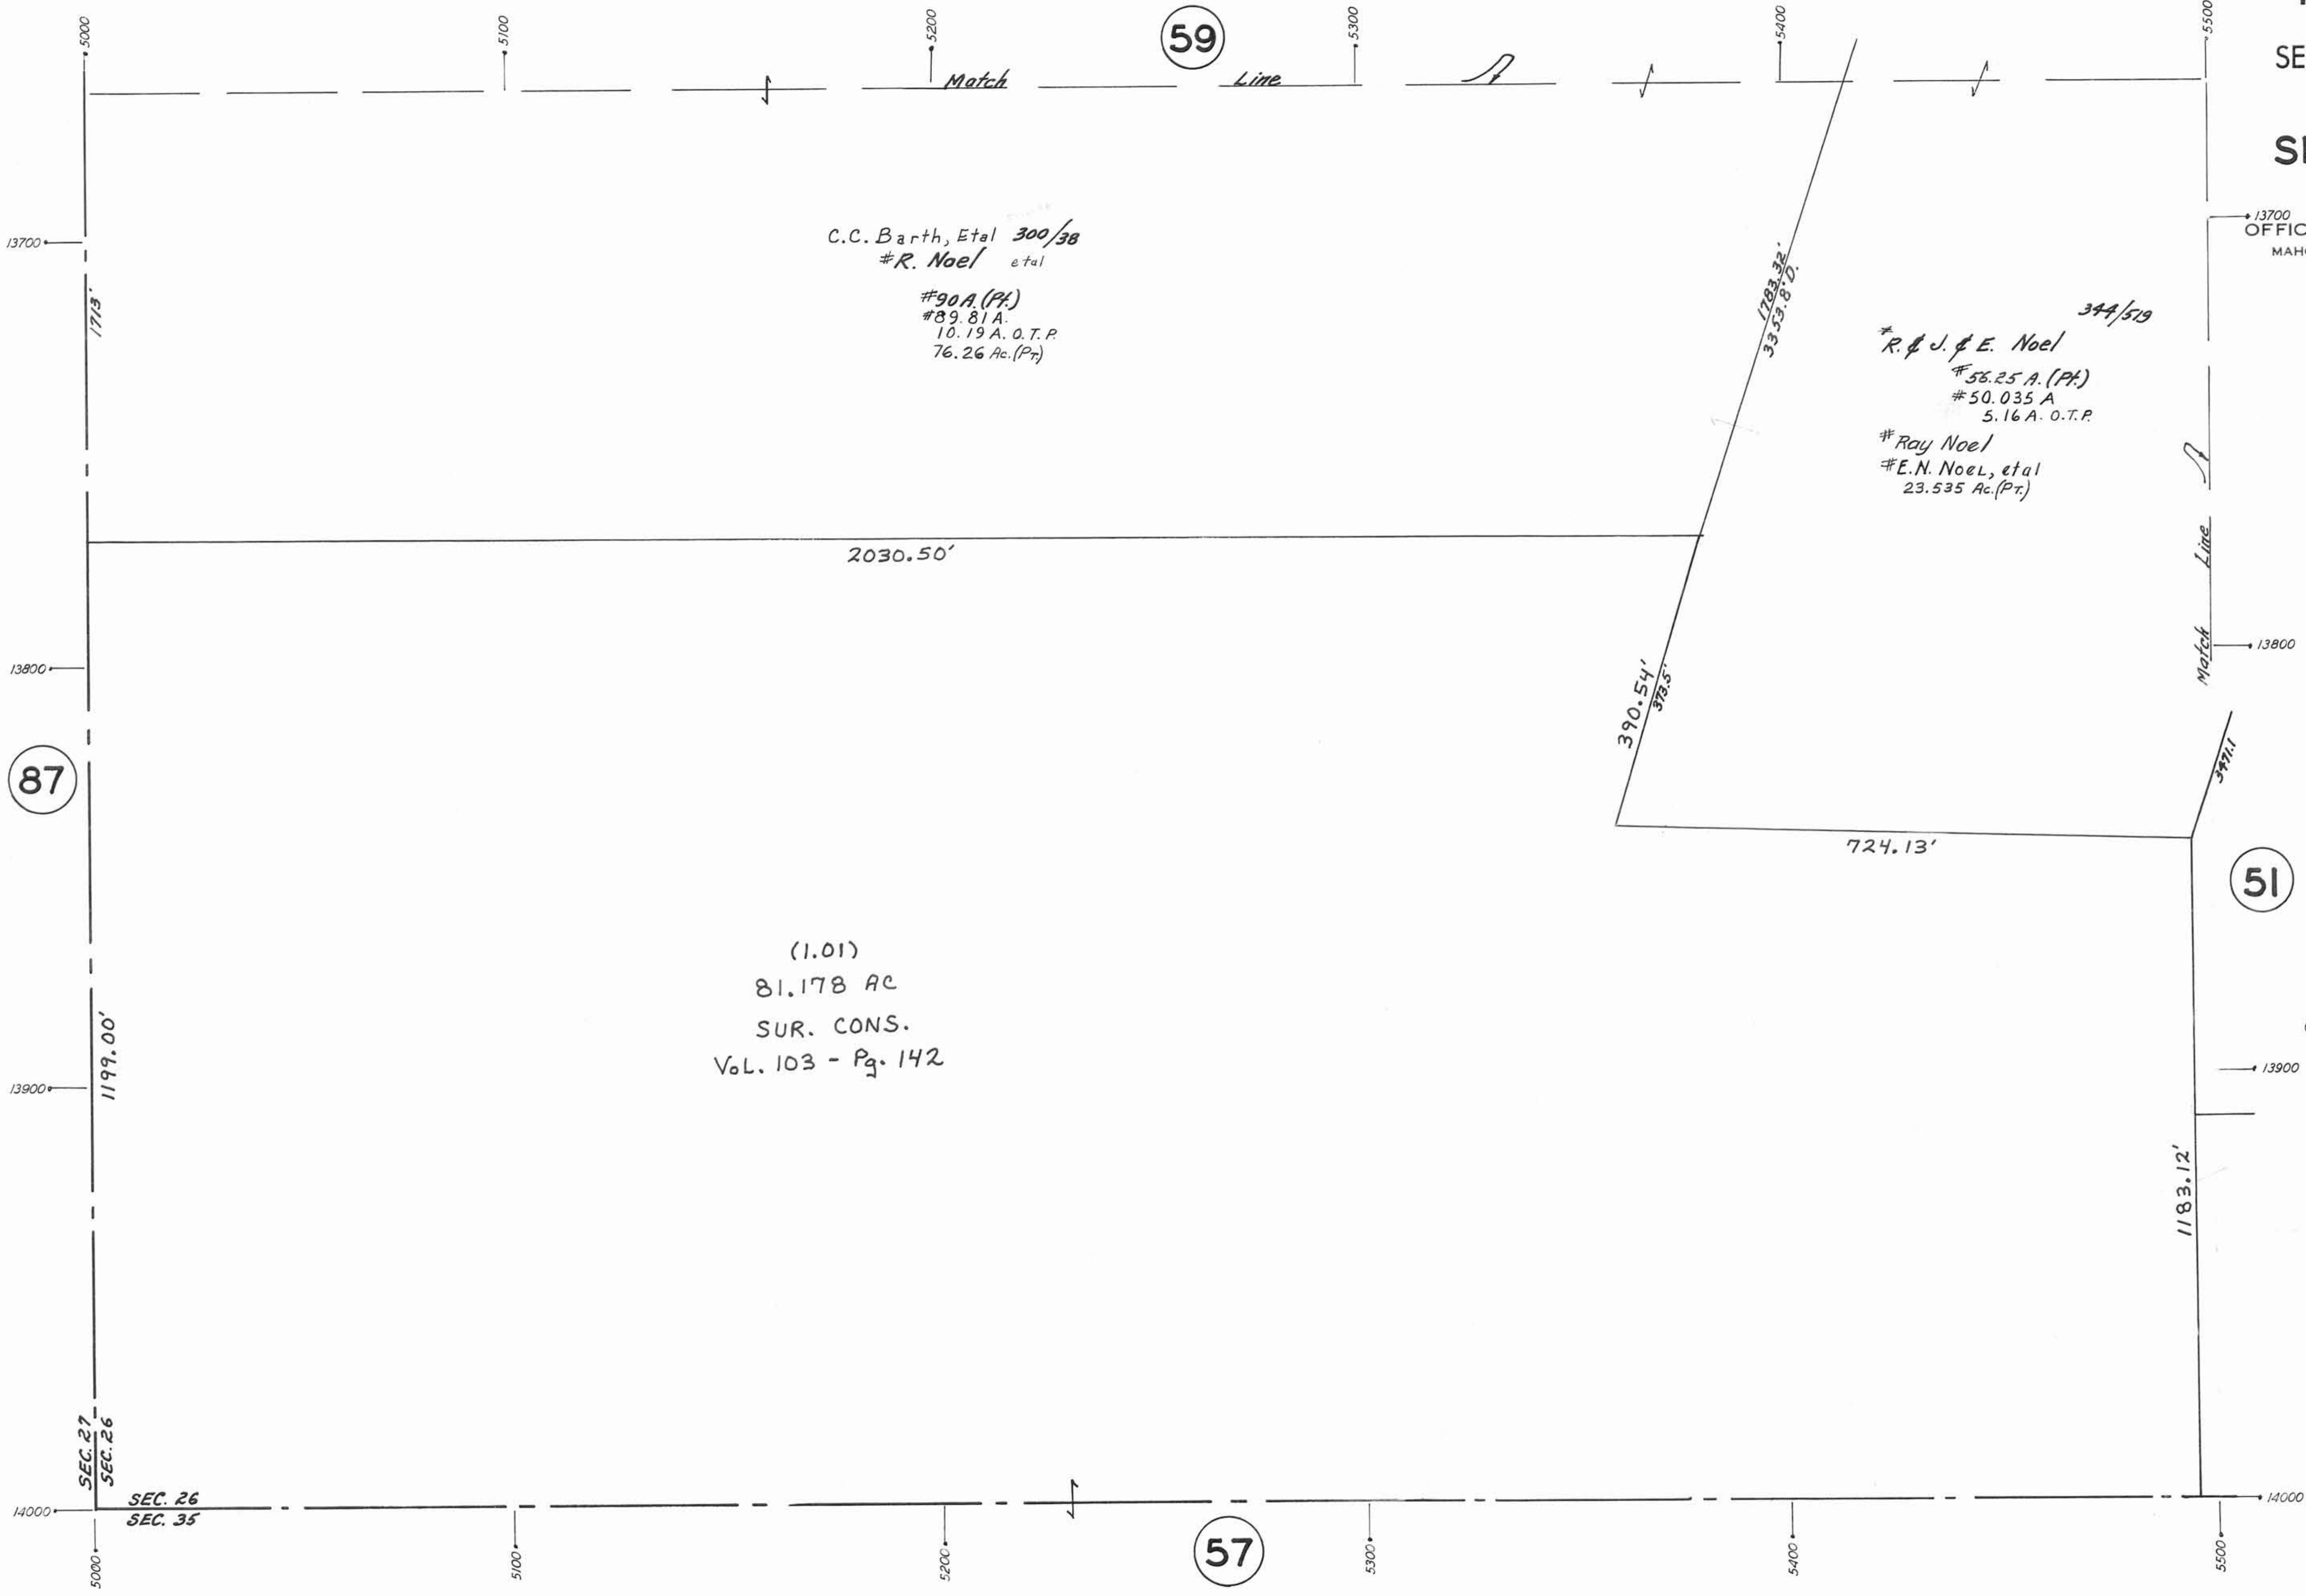 5000
5100
5200
59
5300
5400
5500
Match Line
SE
13700
1713'
C.C. Barth, Etal 300/38
#R. Noel etal
#90 A. (Pt.)
#89.81 A.
10.19 A. O.T.P.
76.26 Ac. (Pt.)
1783.32'
3353.8' D.
344/519
#R. & J. & E. Noel
#56.25 A. (Pt.)
#50.035 A
5.16 A. O.T.P.
#Ray Noel
#E.N. Noel, etal
23.535 Ac. (Pt.)
13700
OFFIC
MAHO
2030.50'
Match Line
13800
390.54'
373.5'
13800
87
3471.1
724.13'
51
(1.01)
81.178 AC
SUR. CONS.
VOL. 103 - Pg. 142
1199.00'
13900
13900
1183.12'
SEC. 27
SEC. 26
SEC. 26
SEC. 35
14000
14000
5000
5100
5200
57
5300
5400
5500